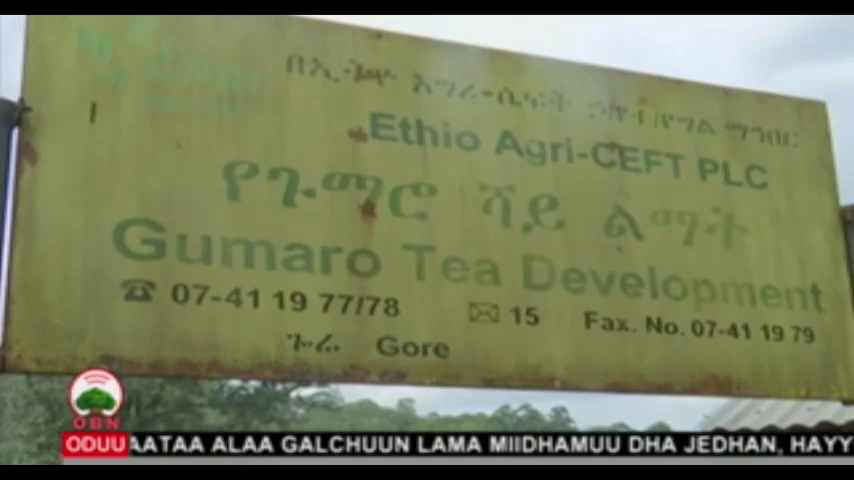 በኢትዮ አግሪ-ሲፍት ኃ/የተ/የግል ማኅበር
Ethio Agri-CEFT PLC
የጉማሮ ሻይ ልማት
Gumaro Tea Development
☎ 07-41 19 77/78 ✉ 15 Fax. No. 07-41 19 79
ጎሬ Gore
OBN
ODUU AATAA ALAA GALCHUUN LAMA MIIDHAMUU DHA JEDHAN, HAYY